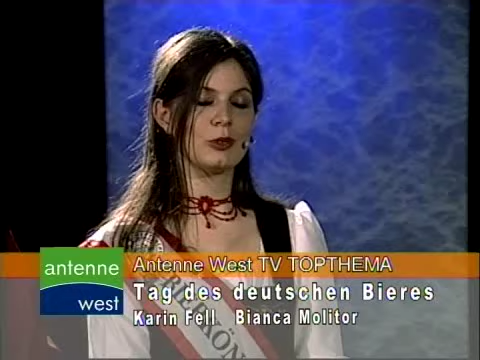 antenne
west
Antenne West TV TOPTHEMA
Tag des deutschen Bieres
Karin Fell Bianca Molitor